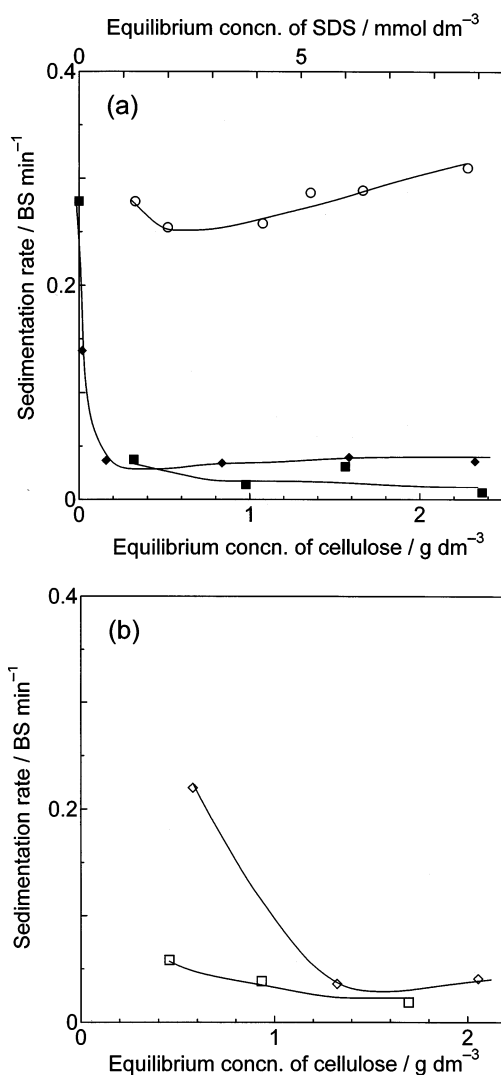 Equilibrium concn. of SDS / mmol dm⁻³
0 5
0.4
(a)
0.2
0
Sedimentation rate / BS min⁻¹
0 1 2
Equilibrium concn. of cellulose / g dm⁻³
0.4
(b)
0.2
0
Sedimentation rate / BS min⁻¹
0 1 2
Equilibrium concn. of cellulose / g dm⁻³